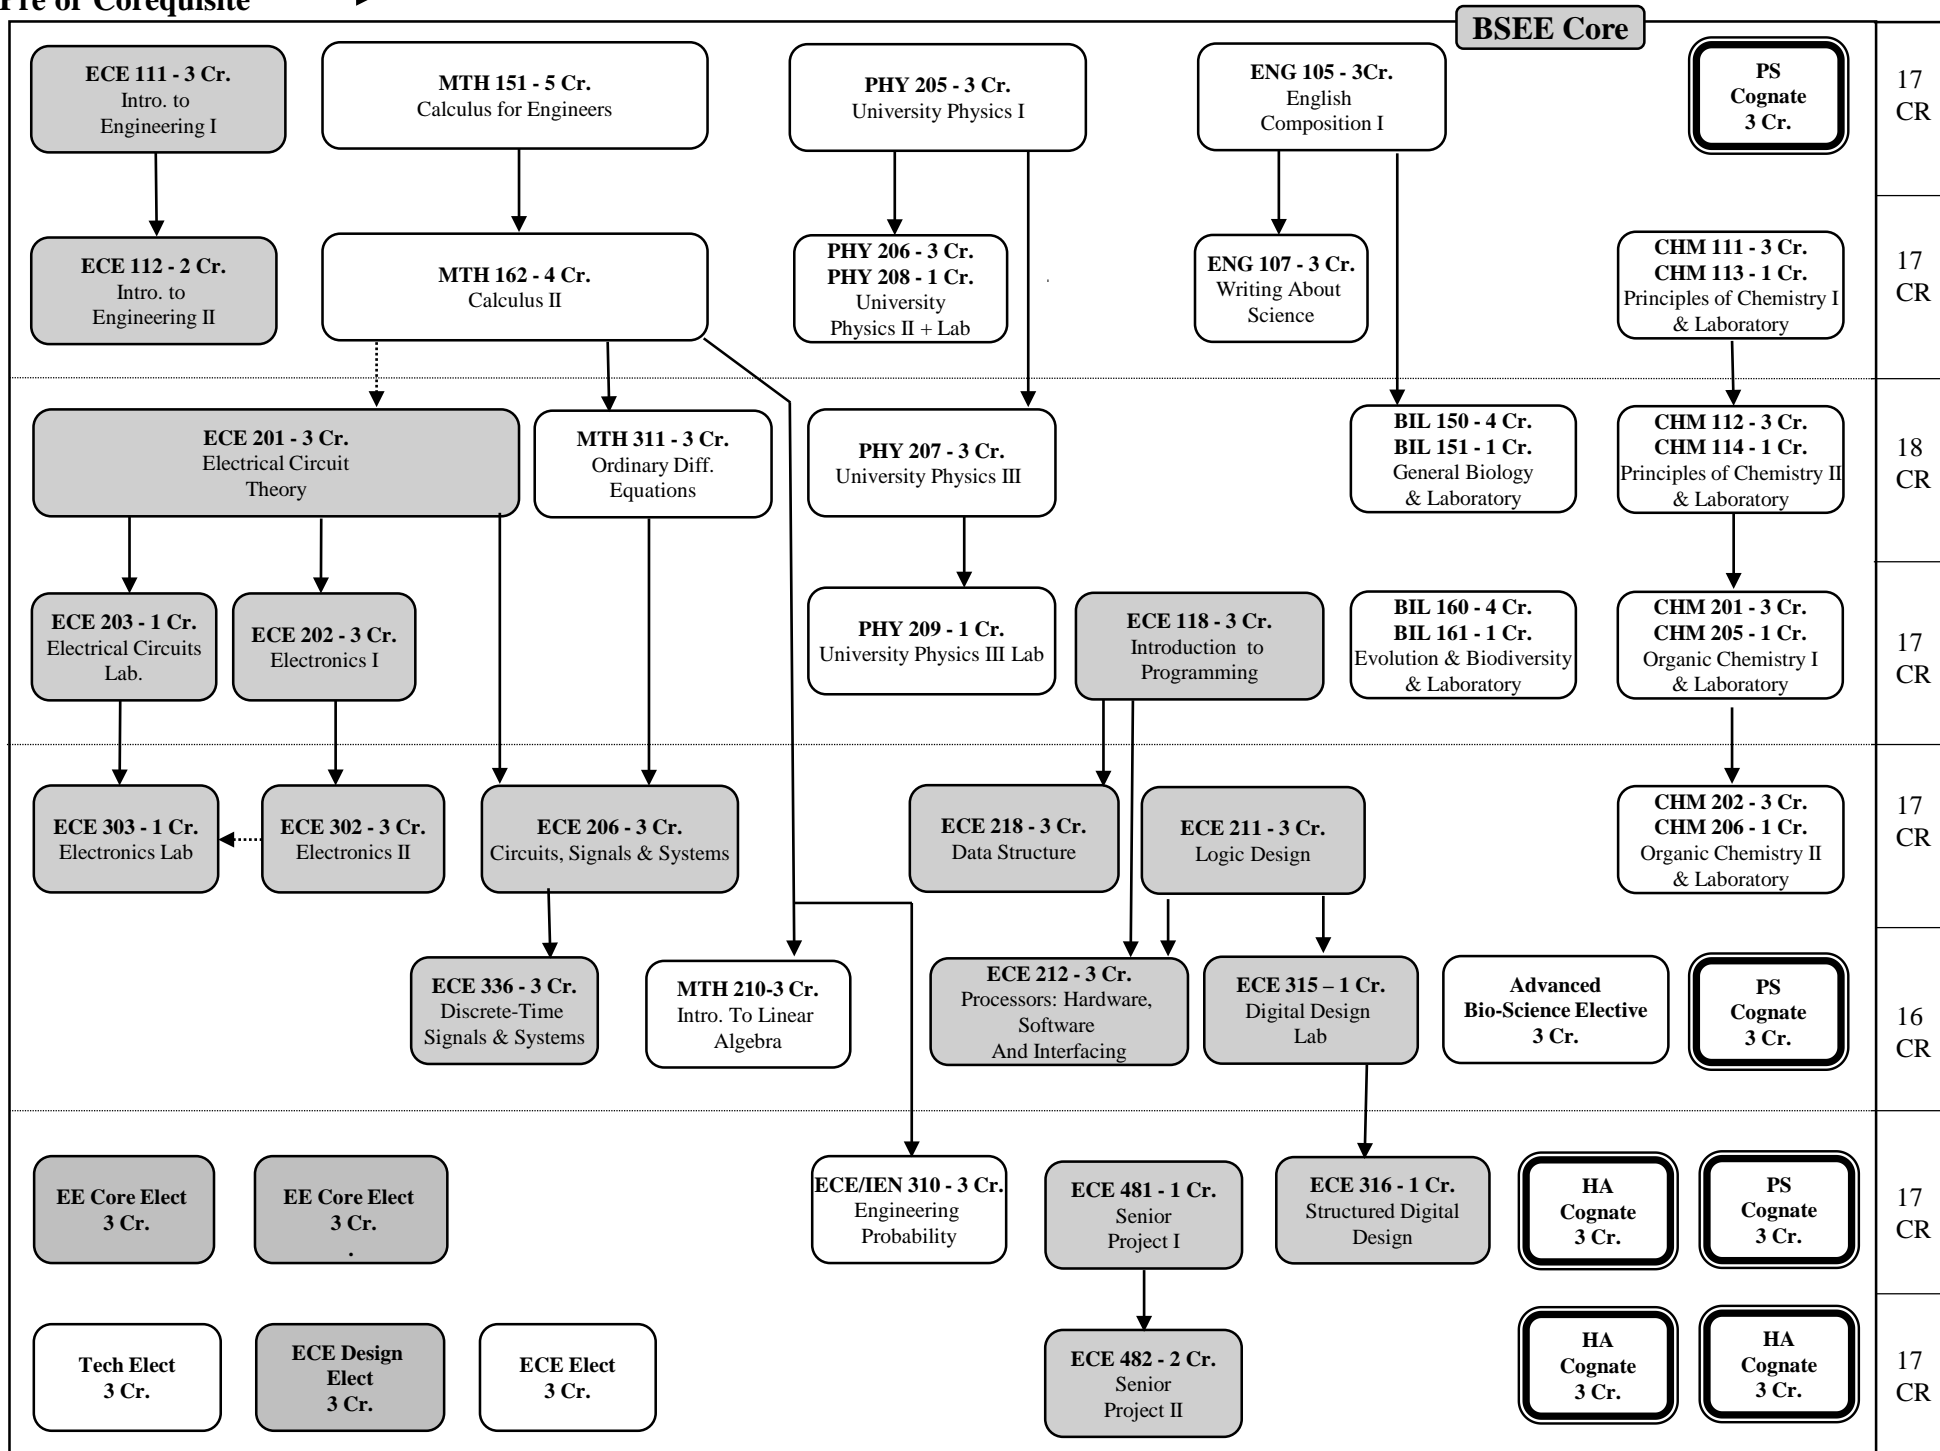 Pre or Corequisite
BSEE Core
ECE 111 - 3 Cr.
Intro. to
Engineering I
MTH 151 - 5 Cr.
Calculus for Engineers
PHY 205 - 3 Cr.
University Physics I
ENG 105 - 3Cr.
English
Composition I
PS
Cognate
3 Cr.
17
CR
ECE 112 - 2 Cr.
Intro. to
Engineering II
MTH 162 - 4 Cr.
Calculus II
PHY 206 - 3 Cr.
PHY 208 - 1 Cr.
University
Physics II + Lab
ENG 107 - 3 Cr.
Writing About
Science
CHM 111 - 3 Cr.
CHM 113 - 1 Cr.
Principles of Chemistry I
& Laboratory
17
CR
ECE 201 - 3 Cr.
Electrical Circuit
Theory
MTH 311 - 3 Cr.
Ordinary Diff.
Equations
PHY 207 - 3 Cr.
University Physics III
BIL 150 - 4 Cr.
BIL 151 - 1 Cr.
General Biology
& Laboratory
CHM 112 - 3 Cr.
CHM 114 - 1 Cr.
Principles of Chemistry II
& Laboratory
18
CR
ECE 203 - 1 Cr.
Electrical Circuits
Lab.
ECE 202 - 3 Cr.
Electronics I
PHY 209 - 1 Cr.
University Physics III Lab
ECE 118 - 3 Cr.
Introduction to
Programming
BIL 160 - 4 Cr.
BIL 161 - 1 Cr.
Evolution & Biodiversity
& Laboratory
CHM 201 - 3 Cr.
CHM 205 - 1 Cr.
Organic Chemistry I
& Laboratory
17
CR
ECE 303 - 1 Cr.
Electronics Lab
ECE 302 - 3 Cr.
Electronics II
ECE 206 - 3 Cr.
Circuits, Signals & Systems
ECE 218 - 3 Cr.
Data Structure
ECE 211 - 3 Cr.
Logic Design
CHM 202 - 3 Cr.
CHM 206 - 1 Cr.
Organic Chemistry II
& Laboratory
17
CR
ECE 336 - 3 Cr.
Discrete-Time
Signals & Systems
MTH 210-3 Cr.
Intro. To Linear
Algebra
ECE 212 - 3 Cr.
Processors: Hardware,
Software
And Interfacing
ECE 315 – 1 Cr.
Digital Design
Lab
Advanced
Bio-Science Elective
3 Cr.
PS
Cognate
3 Cr.
16
CR
EE Core Elect
3 Cr.
EE Core Elect
3 Cr.
.
ECE/IEN 310 - 3 Cr.
Engineering
Probability
ECE 481 - 1 Cr.
Senior
Project I
ECE 316 - 1 Cr.
Structured Digital
Design
HA
Cognate
3 Cr.
PS
Cognate
3 Cr.
17
CR
Tech Elect
3 Cr.
ECE Design
Elect
3 Cr.
ECE Elect
3 Cr.
ECE 482 - 2 Cr.
Senior
Project II
HA
Cognate
3 Cr.
HA
Cognate
3 Cr.
17
CR